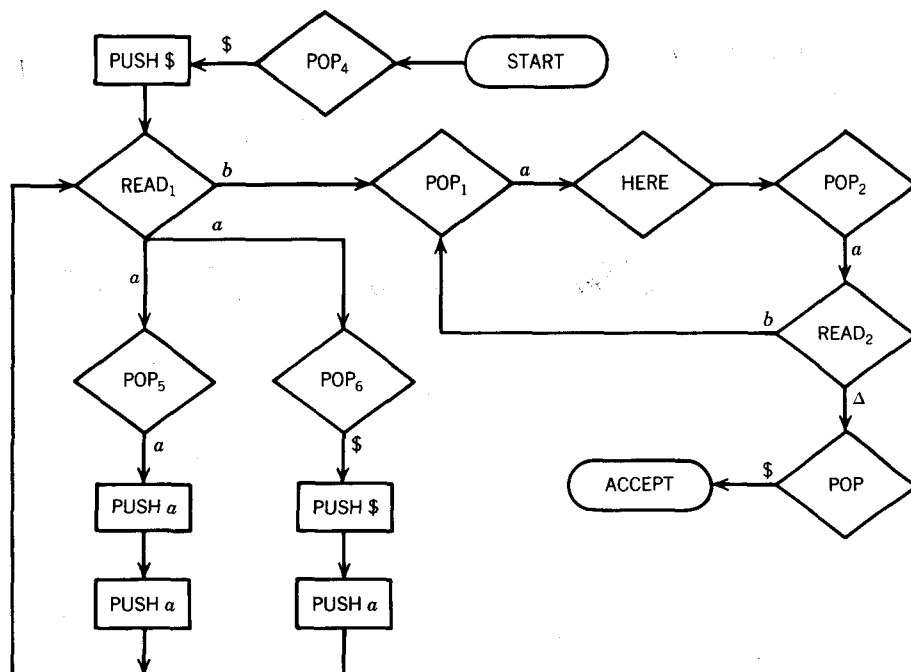 PUSH $
$
POP₄
START
READ₁
b
POP₁
a
HERE
POP₂
a
a
a
b
READ₂
POP₅
POP₆
Δ
a
$
ACCEPT
$
POP
PUSH a
PUSH $
PUSH a
PUSH a